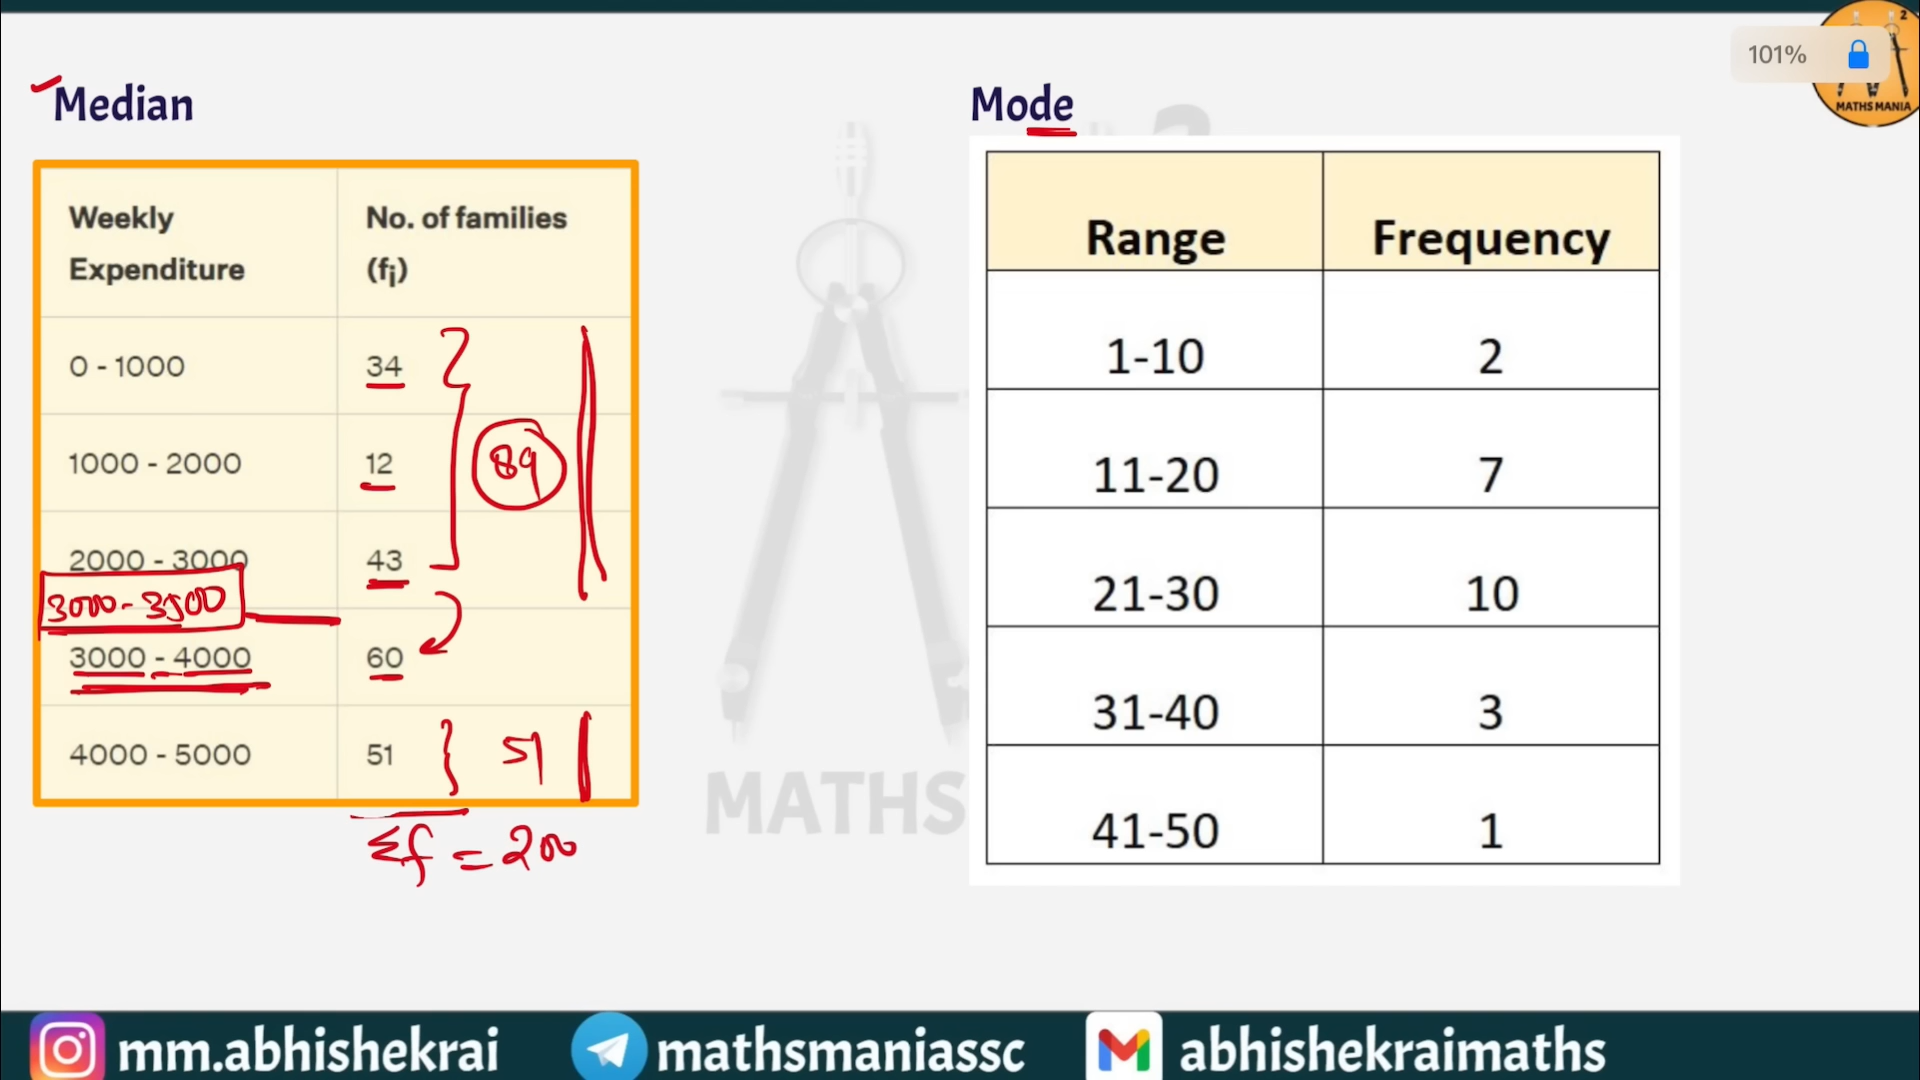 101%
2
MATHS MANIA
Median
Mode
Weekly Expenditure
No. of families (fi)
0 - 1000
34
1000 - 2000
12
89
2000 - 3000
43
3000 - 3500
3000 - 4000
60
4000 - 5000
51
51
Σf = 200
Range
Frequency
1-10
2
11-20
7
21-30
10
31-40
3
41-50
1
MATHS
mm.abhishekrai
mathsmaniassc
abhishekraimaths